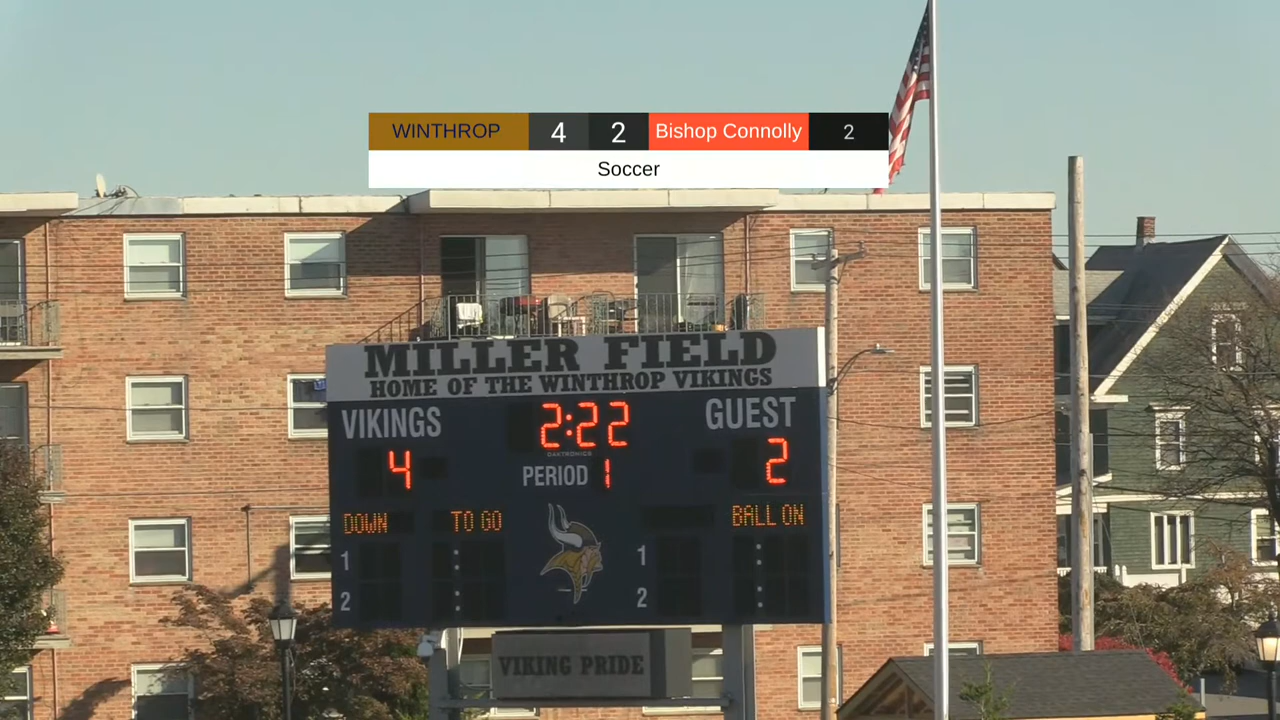 WINTHROP 4 2 Bishop Connolly 2
Soccer
MILLER FIELD
HOME OF THE WINTHROP VIKINGS
VIKINGS 2:22 GUEST
DAKTRONICS
4 PERIOD 1 2
DOWN TO GO BALL ON
1 1
2 2
VIKING PRIDE